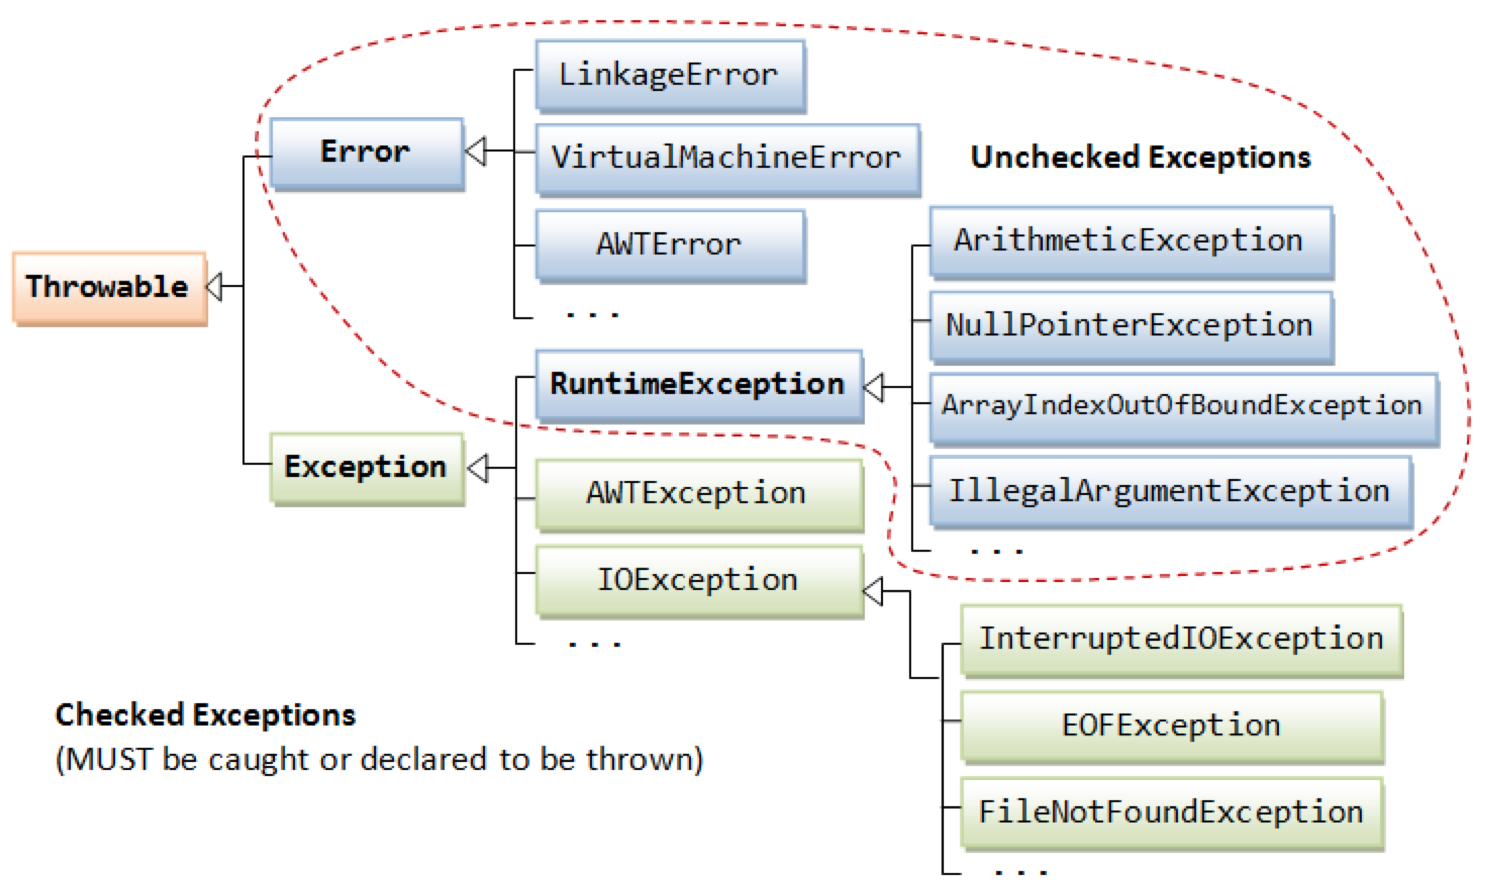 LinkageError
Error
VirtualMachineError
Unchecked Exceptions
AWTError
ArithmeticException
Throwable
...
NullPointerException
RuntimeException
ArrayIndexOutOfBoundException
Exception
AWTException
IllegalArgumentException
...
IOException
...
InterruptedIOException
Checked Exceptions
(MUST be caught or declared to be thrown)
EOFException
FileNotFoundException
...